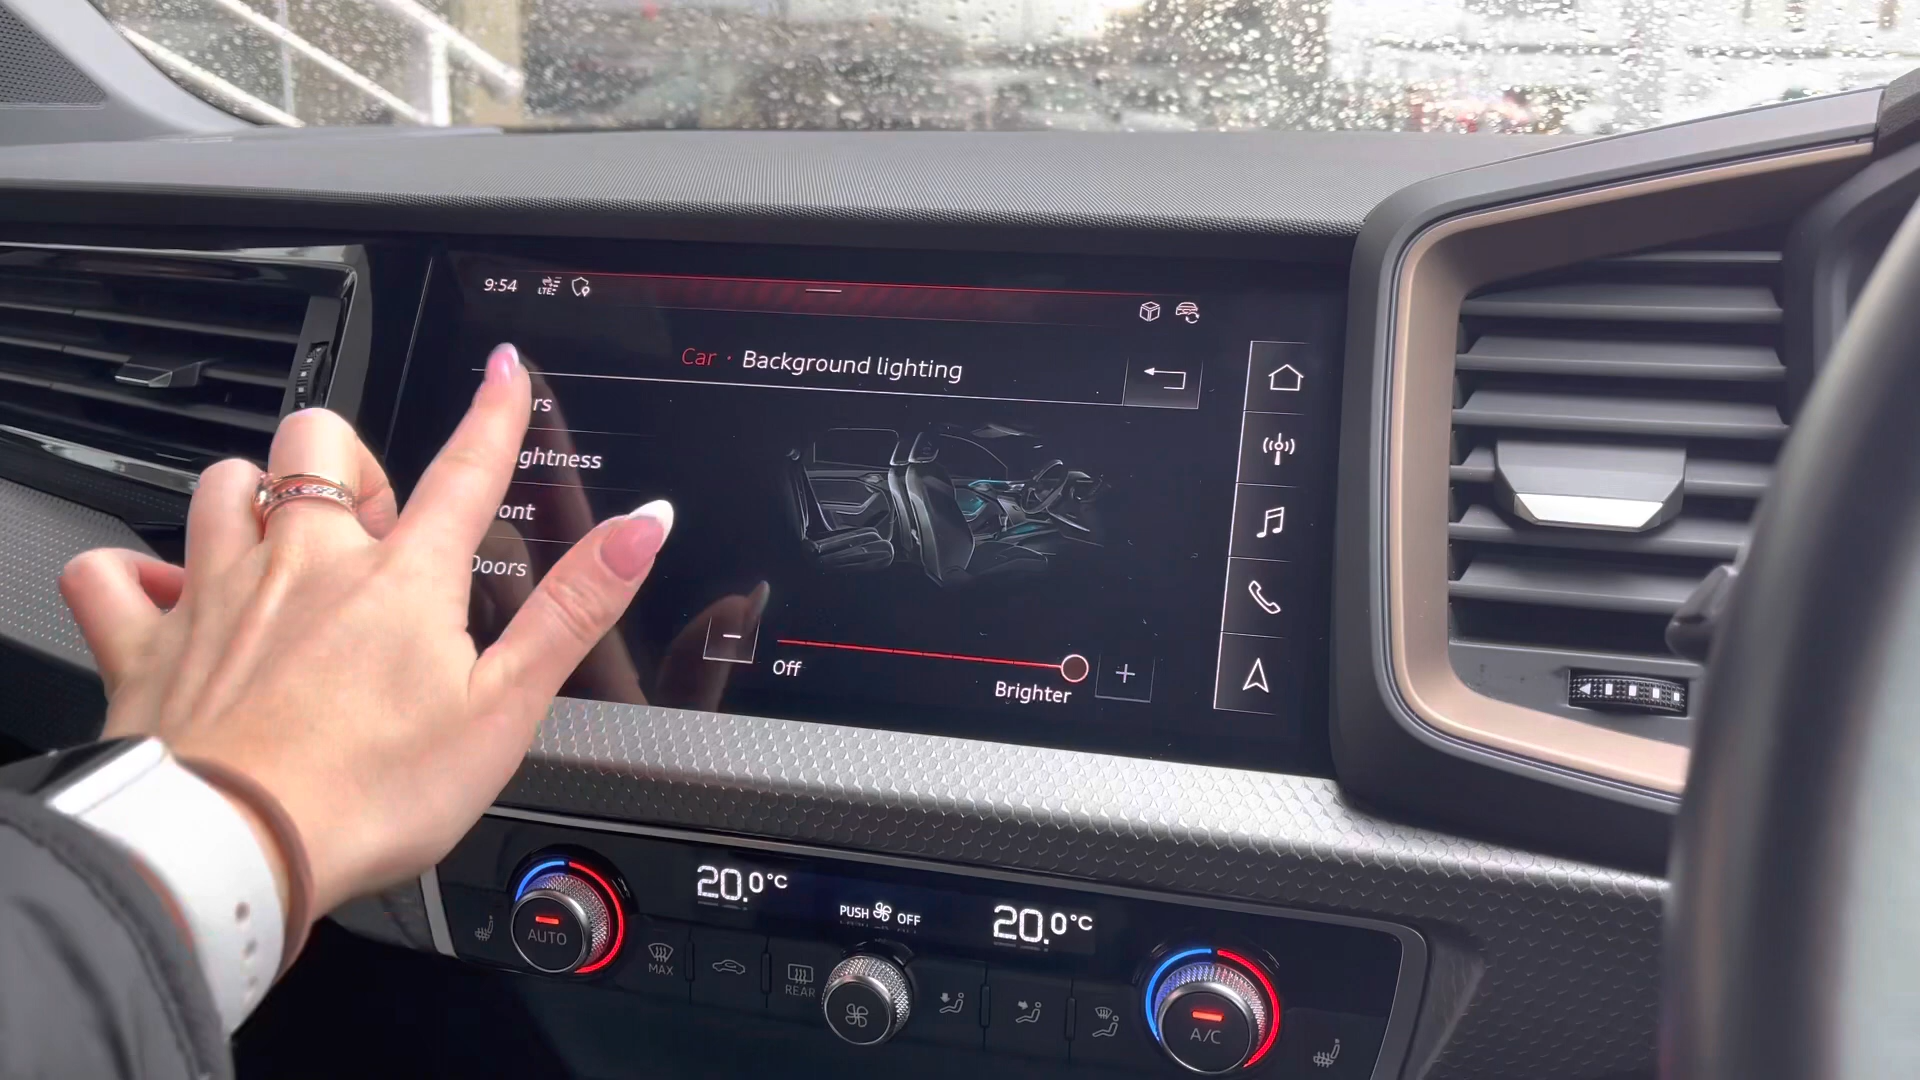 9:54
LTE
Car · Background lighting
rs
ghtness
ont
Doors
Off
Brighter
20.0°C
PUSH OFF
20.0°C
AUTO
MAX
REAR
A/C